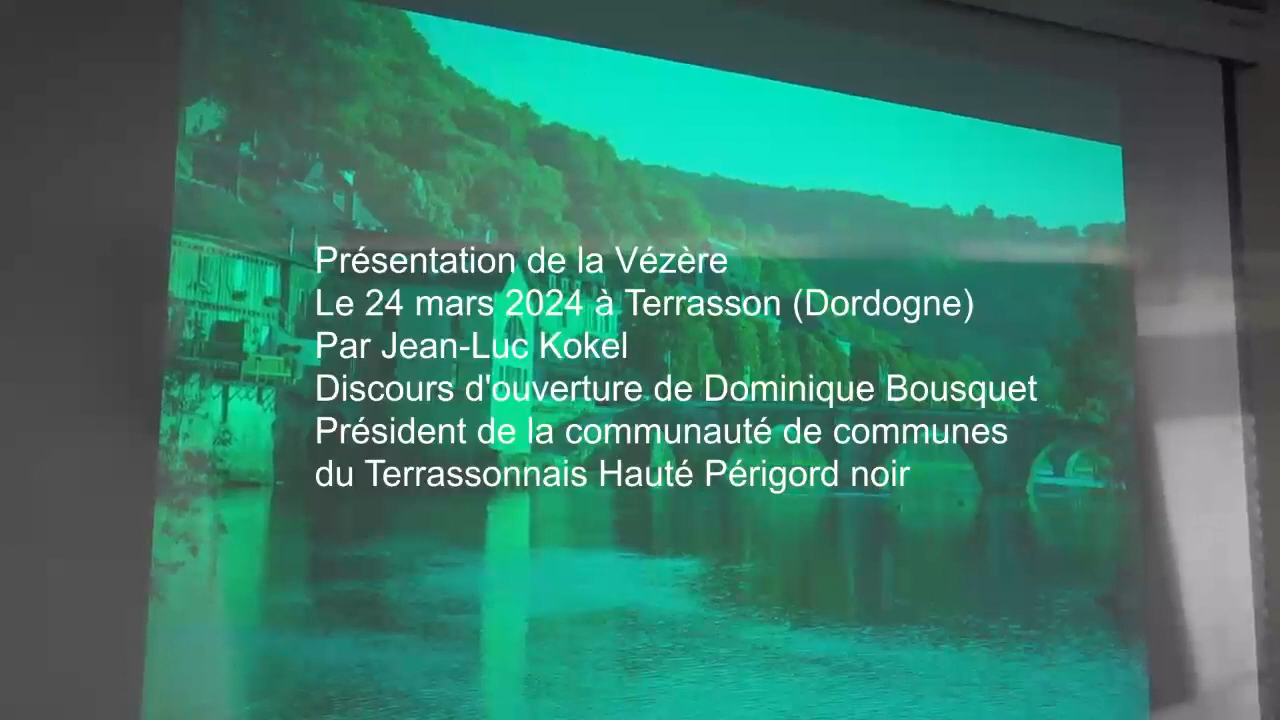 Présentation de la Vézère
Le 24 mars 2024 à Terrasson (Dordogne)
Par Jean-Luc Kokel
Discours d'ouverture de Dominique Bousquet
Président de la communauté de communes
du Terrassonnais Hauté Périgord noir